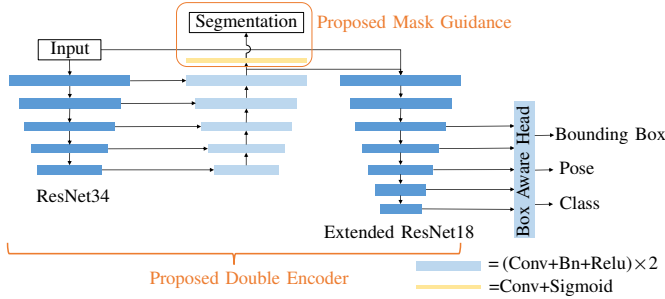 Segmentation
Proposed Mask Guidance
Input
Box Aware Head
Bounding Box
Pose
Class
ResNet34
Extended ResNet18
Proposed Double Encoder
= (Conv+Bn+Relu) ×2
=Conv+Sigmoid